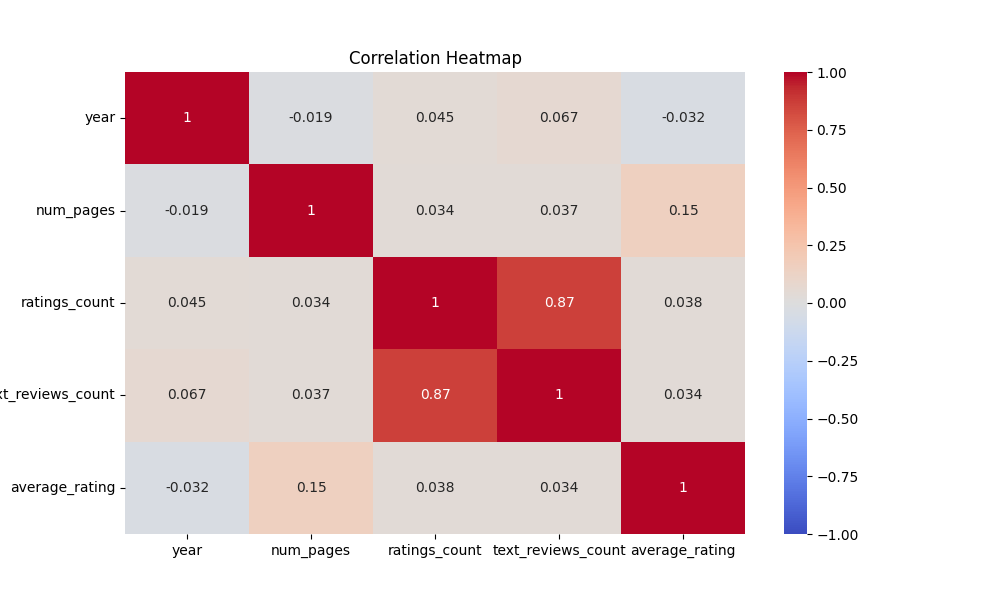 Correlation Heatmap
year 1 -0.019 0.045 0.067 -0.032
num_pages -0.019 1 0.034 0.037 0.15
ratings_count 0.045 0.034 1 0.87 0.038
xt_reviews_count 0.067 0.037 0.87 1 0.034
average_rating -0.032 0.15 0.038 0.034 1
year num_pages ratings_count text_reviews_count average_rating
1.00
0.75
0.50
0.25
0.00
−0.25
−0.50
−0.75
−1.00